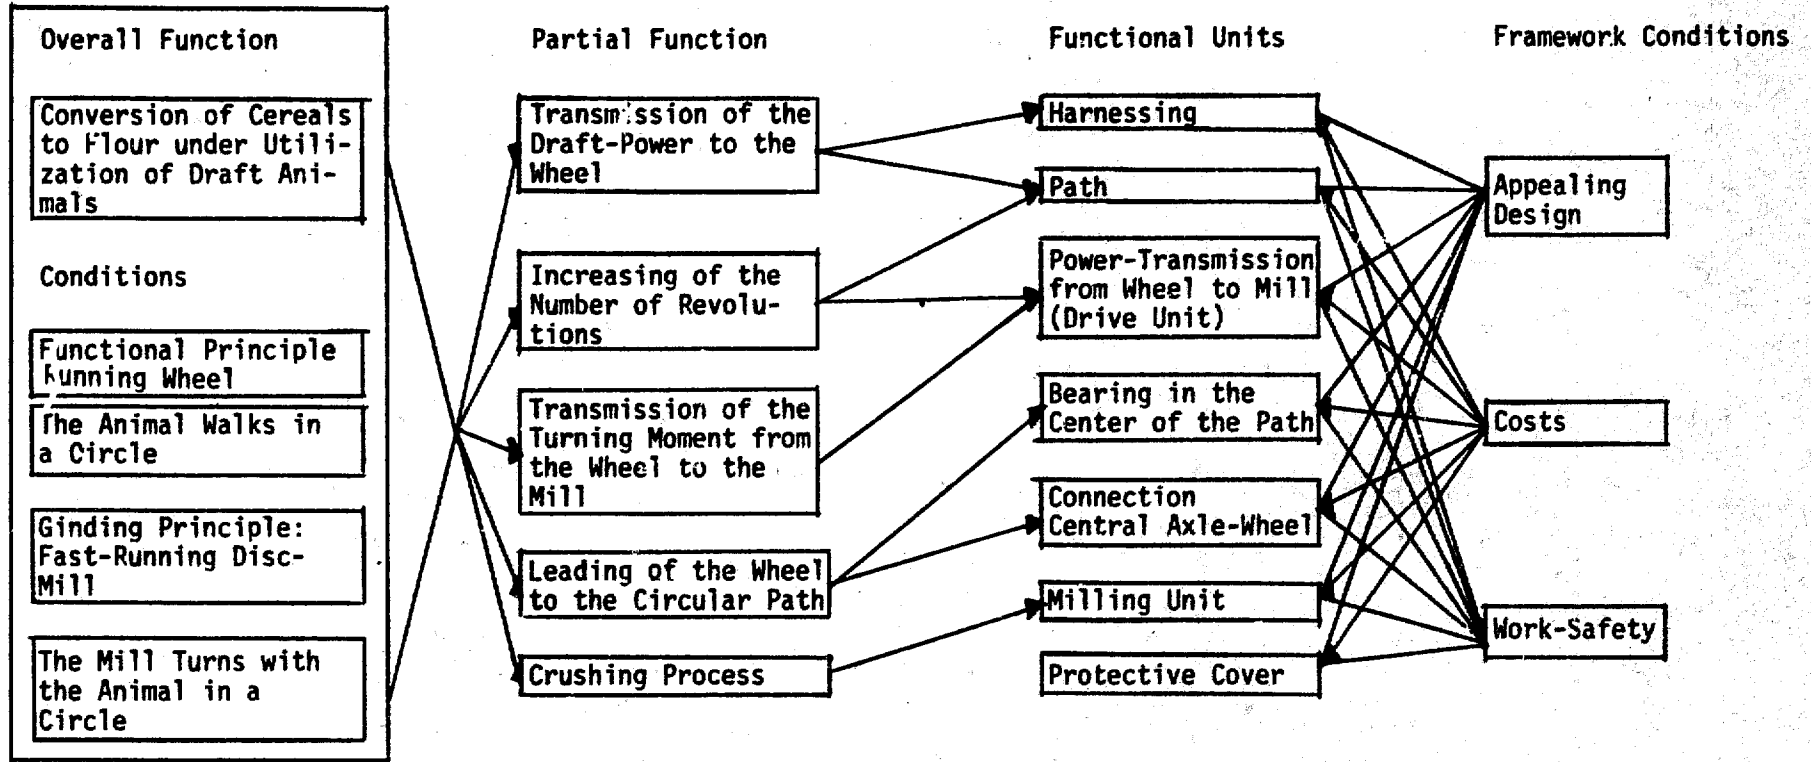 Overall Function
Conversion of Cereals
to Flour under Utili-
zation of Draft Ani-
mals
Conditions
Functional Principle
Running Wheel
The Animal Walks in
a Circle
Ginding Principle:
Fast-Running Disc-
Mill
The Mill Turns with
the Animal in a
Circle
Partial Function
Transmission of the
Draft-Power to the
Wheel
Increasing of the
Number of Revolu-
tions
Transmission of the
Turning Moment from
the Wheel to the
Mill
Leading of the Wheel
to the Circular Path
Crushing Process
Functional Units
Harnessing
Path
Power-Transmission
from Wheel to Mill
(Drive Unit)
Bearing in the
Center of the Path
Connection
Central Axle-Wheel
Milling Unit
Protective Cover
Framework Conditions
Appealing
Design
Costs
Work-Safety